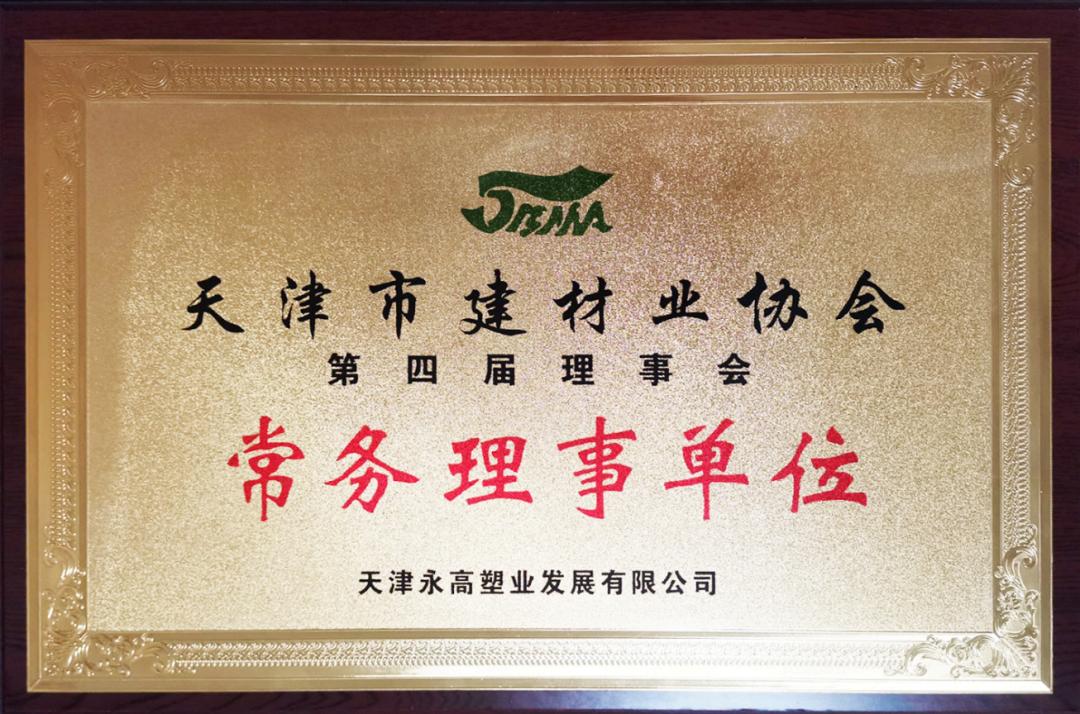 天津市建材业协会
第四届理事会
常务理事单位
天津永高塑业发展有限公司